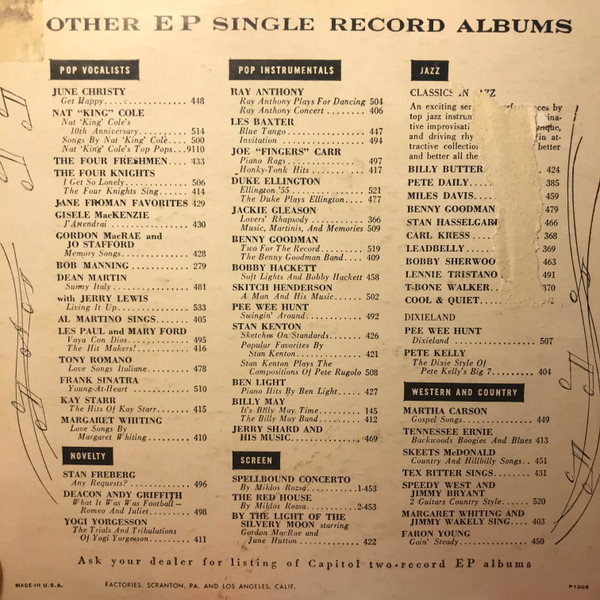 OTHER EP SINGLE RECORD ALBUMS
POP VOCALISTS
JUNE CHRISTY
Get Happy............... 448
NAT "KING" COLE
Nat 'King' Cole's
10th Anniversary........... 514
Songs By Nat 'King' Cole.... 500
Nat 'King' Cole's Top Pops...9110
THE FOUR FRESHMEN.... 433
THE FOUR KNIGHTS
I Get So Lonely............ 506
The Four Knights Sing...... 414
JANE FROMAN FAVORITES 429
GISELE MacKENZIE
J'Attendrai ............... 430
GORDON MacRAE and
JO STAFFORD
Memory Songs............ 428
BOB MANNING............ 279
DEAN MARTIN
Sunny Italy .............. 481
with JERRY LEWIS
Living It Up.............. 533
AL MARTINO SINGS...... 405
LES PAUL and MARY FORD
Vaya Con Dios............ 495
The Hit Makers!........... 416
TONY ROMANO
Love Songs Italiane........ 478
FRANK SINATRA
Young-At-Heart .......... 510
KAY STARR
The Hits Of Kay Starr..... 415
MARGARET WHITING
Love Songs By
Margaret Whiting ........ 410
NOVELTY
STAN FREBERG
Any Requests?............. 496
DEACON ANDY GRIFFITH
What It Was Was Football—
Romeo And Juliet......... 498
YOGI YORGESSON
The Trials And Tribulations
Of Yogi Yorgesson......... 411
POP INSTRUMENTALS
RAY ANTHONY
Ray Anthony Plays For Dancing 504
Ray Anthony Concert ...... 406
LES BAXTER
Blue Tango ............... 447
Invitation ................ 494
JOE "FINGERS" CARR
Piano Rags................ 497
Honky-Tonk Hits .......... 417
DUKE ELLINGTON
Ellington '55.............. 521
The Duke Plays Ellington.... 477
JACKIE GLEASON
Lovers' Rhapsody ......... 366
Music, Martinis, And Memories 509
BENNY GOODMAN
Two For The Record........ 519
The Benny Goodman Band.... 409
BOBBY HACKETT
Soft Lights And Bobby Hackett 458
SKITCH HENDERSON
A Man And His Music...... 502
PEE WEE HUNT
Swingin' Around........... 492
STAN KENTON
Sketches On Standards...... 426
Popular Favorites By
Stan Kenton.............. 421
Stan Kenton Plays The
Compositions Of Pete Rugolo 508
BEN LIGHT
Piano Hits By Ben Light..... 427
BILLY MAY
It's Billy May Time......... 145
The Billy May Band........ 412
JERRY SHARD AND
HIS MUSIC............... 469
SCREEN
SPELLBOUND CONCERTO
By Miklos Rozsa........ 1-453
THE RED HOUSE
By Miklos Rozsa........ 2-453
BY THE LIGHT OF THE
SILVERY MOON starring
Gordon MacRae and
June Hutton ........... 422
JAZZ
CLASSICS IN JAZZ
An exciting
top jazz
improvisati
and driving
tractive collectio
and better all the
better
BILLY BUTTER 424
PETE DAILY 385
MILES DAVIS 459
BENNY GOODMAN 479
STAN HASSELGAR 466
CARL KRESS 368
LEADBELLY 369
BOBBY SHERWOO 463
LENNIE TRISTANO 491
T-BONE WALKER 370
COOL & QUIET 371
DIXIELAND
PEE WEE HUNT
Dixieland ............. 507
PETE KELLY
The Dixie Style Of
Pete Kelly's Big 7......... 404
WESTERN AND COUNTRY
MARTHA CARSON
Gospel Songs.............. 449
TENNESSEE ERNIE
Backwoods Boogies And Blues 413
SKEETS McDONALD
Country And Hillbilly Songs.. 451
TEX RITTER SINGS........ 431
SPEEDY WEST AND
JIMMY BRYANT
2 Guitars Country Style..... 520
MARGARET WHITING and
JIMMY WAKELY SING.... 403
FARON YOUNG
Goin' Steady.............. 450
Ask your dealer for listing of Capitol two-record EP albums
MADE IN U.S.A. FACTORIES, SCRANTON, PA. AND LOS ANGELES, CALIF.